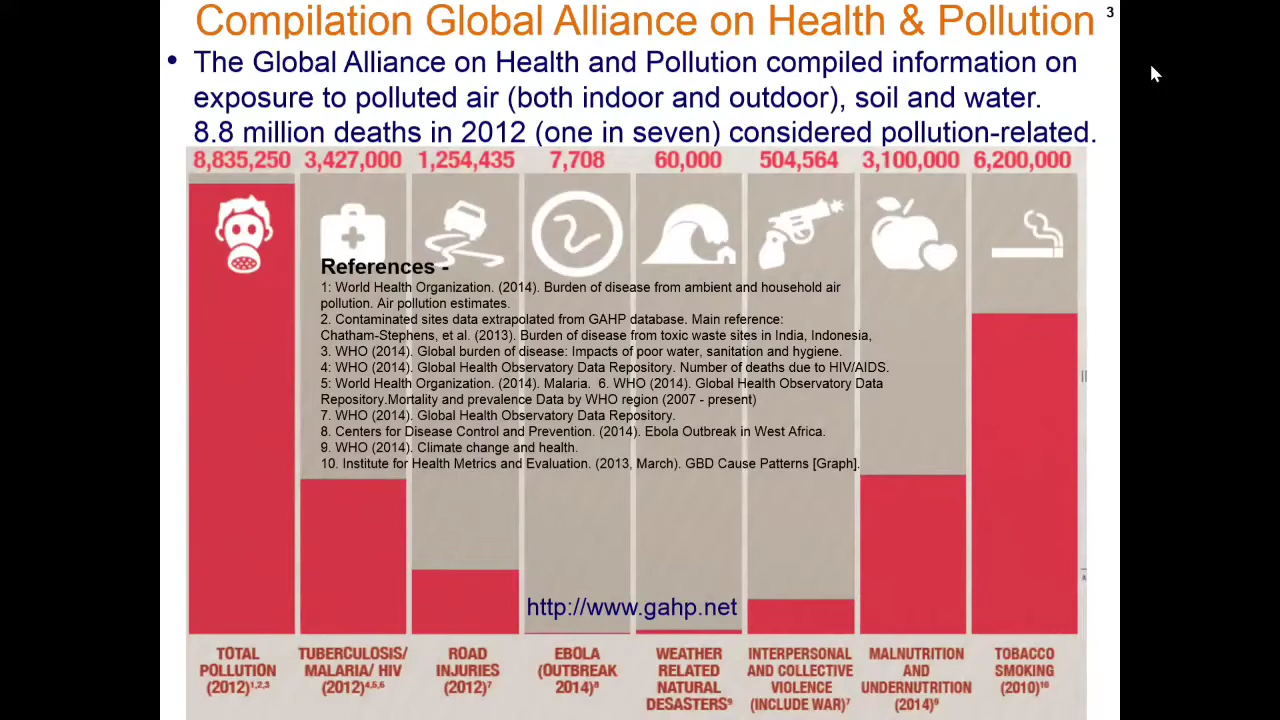 Compilation Global Alliance on Health & Pollution
3
• The Global Alliance on Health and Pollution compiled information on
exposure to polluted air (both indoor and outdoor), soil and water.
8.8 million deaths in 2012 (one in seven) considered pollution-related.
8,835,250 3,427,000 1,254,435 7,708 60,000 504,564 3,100,000 6,200,000
References -
1: World Health Organization. (2014). Burden of disease from ambient and household air
pollution. Air pollution estimates.
2. Contaminated sites data extrapolated from GAHP database. Main reference:
Chatham-Stephens, et al. (2013). Burden of disease from toxic waste sites in India, Indonesia,
3. WHO (2014). Global burden of disease: Impacts of poor water, sanitation and hygiene.
4: WHO (2014). Global Health Observatory Data Repository. Number of deaths due to HIV/AIDS.
5: World Health Organization. (2014). Malaria. 6. WHO (2014). Global Health Observatory Data
Repository.Mortality and prevalence Data by WHO region (2007 - present)
7. WHO (2014). Global Health Observatory Data Repository.
8. Centers for Disease Control and Prevention. (2014). Ebola Outbreak in West Africa.
9. WHO (2014). Climate change and health.
10. Institute for Health Metrics and Evaluation. (2013, March). GBD Cause Patterns [Graph].
http://www.gahp.net
TOTAL
POLLUTION
(2012)1,2,3
TUBERCULOSIS/
MALARIA/ HIV
(2012)4,5,6
ROAD
INJURIES
(2012)7
EBOLA
(OUTBREAK
2014)8
WEATHER
RELATED
NATURAL
DISASTERS9
INTERPERSONAL
AND COLLECTIVE
VIOLENCE
(INCLUDE WAR)7
MALNUTRITION
AND
UNDERNUTRITION
(2014)9
TOBACCO
SMOKING
(2010)10